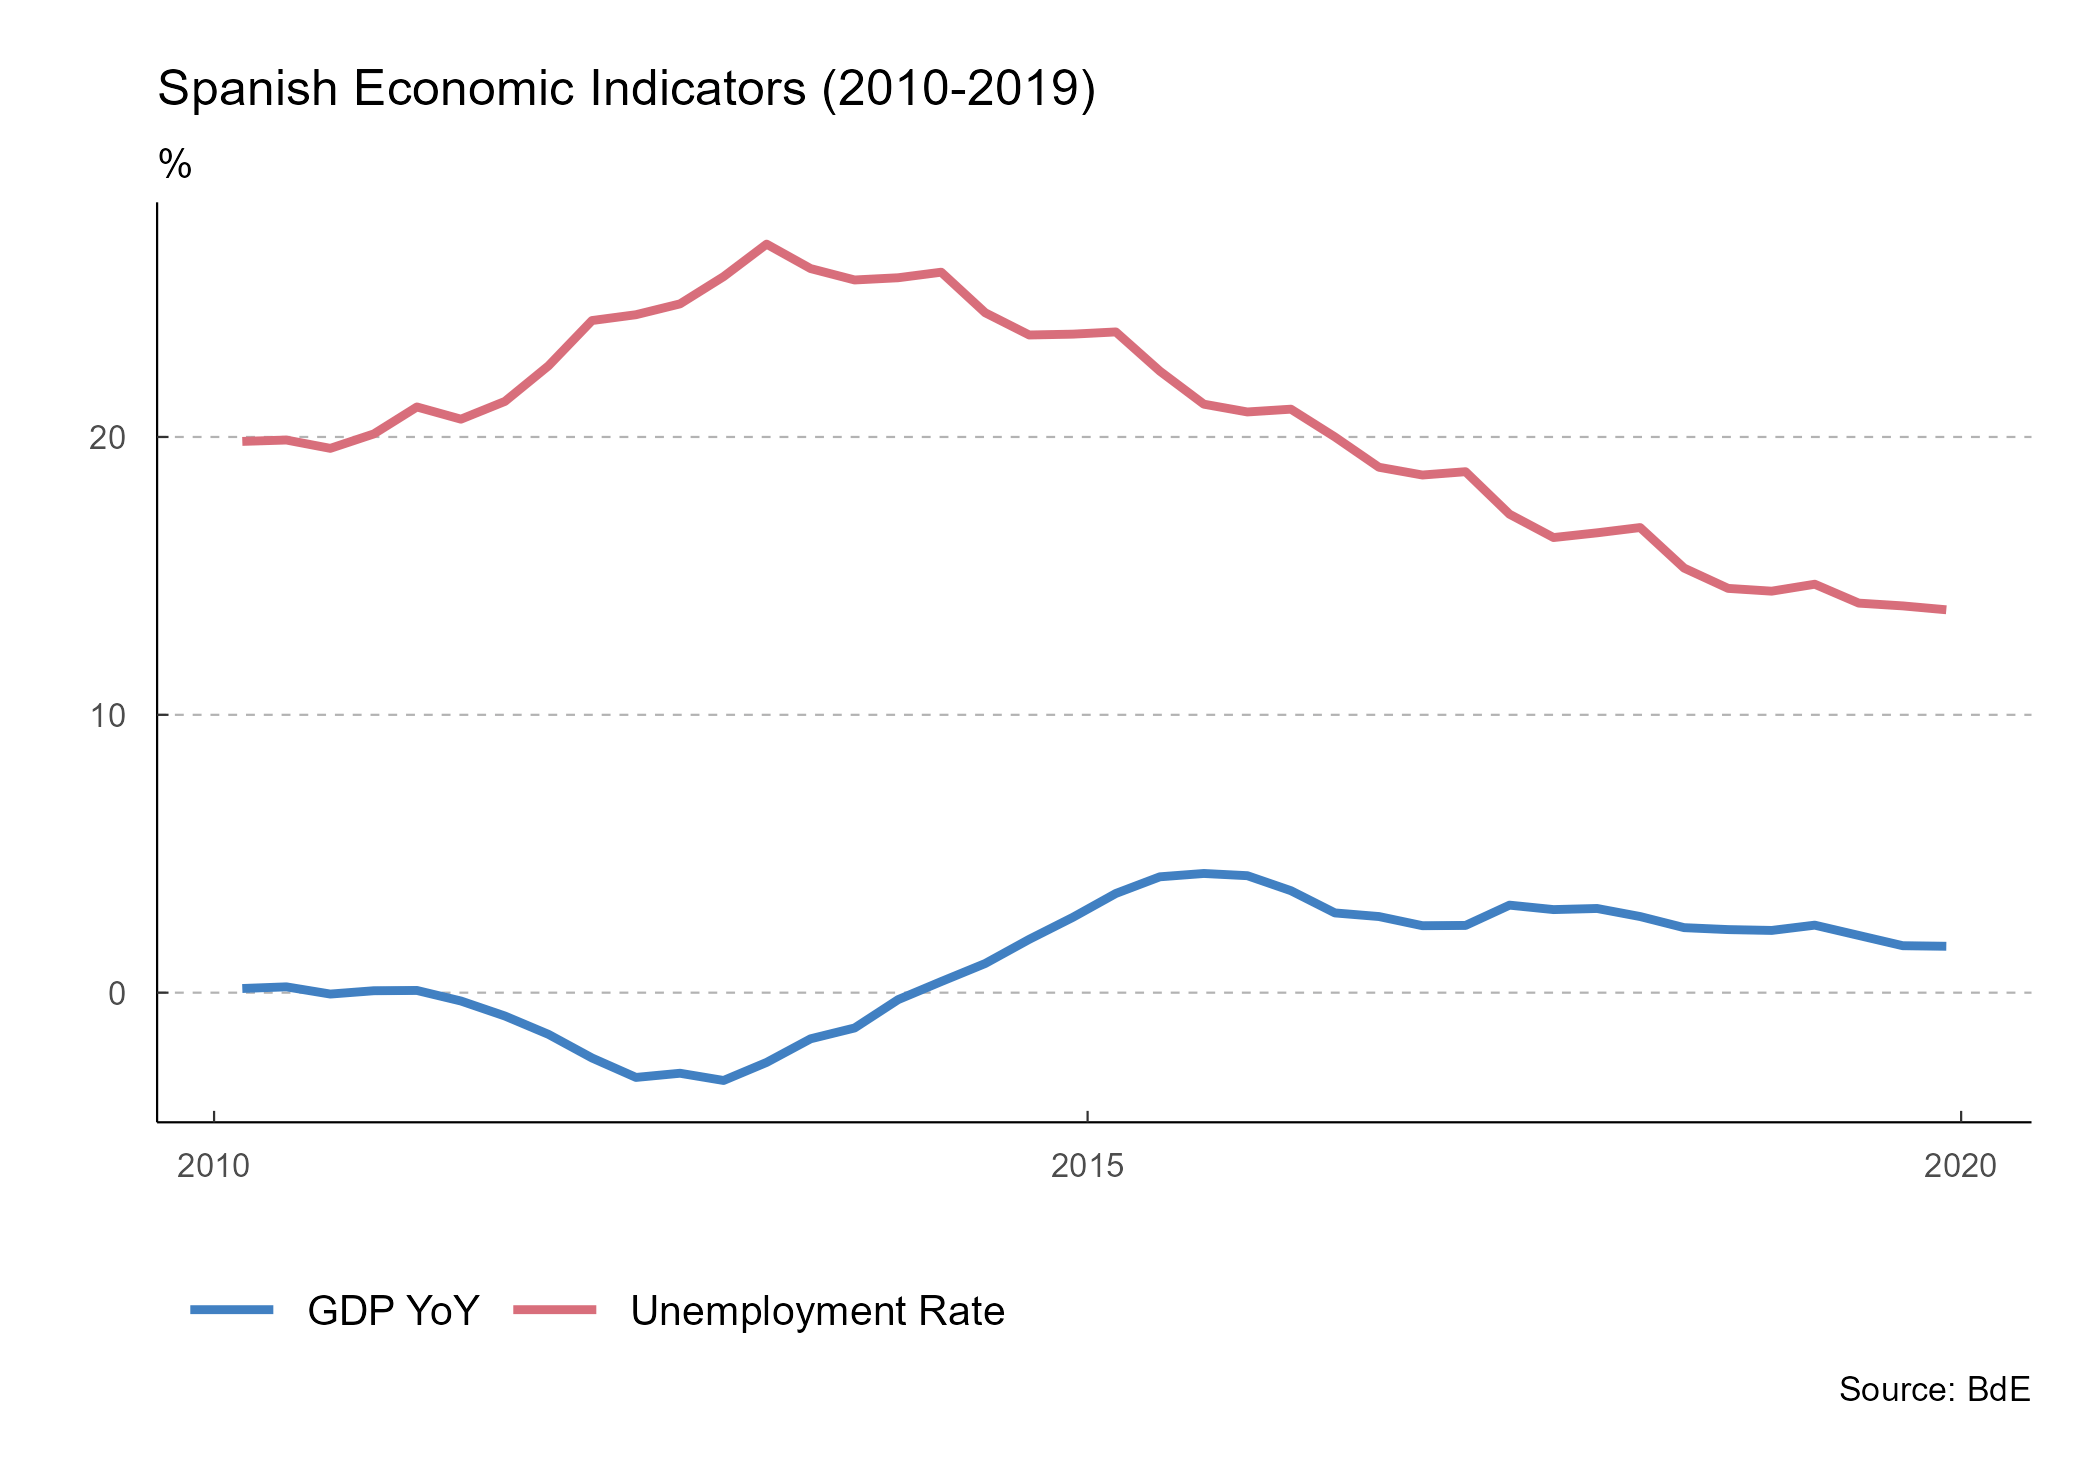 Spanish Economic Indicators (2010-2019)
%
20
10
0
2010 2015 2020
GDP YoY Unemployment Rate
Source: BdE